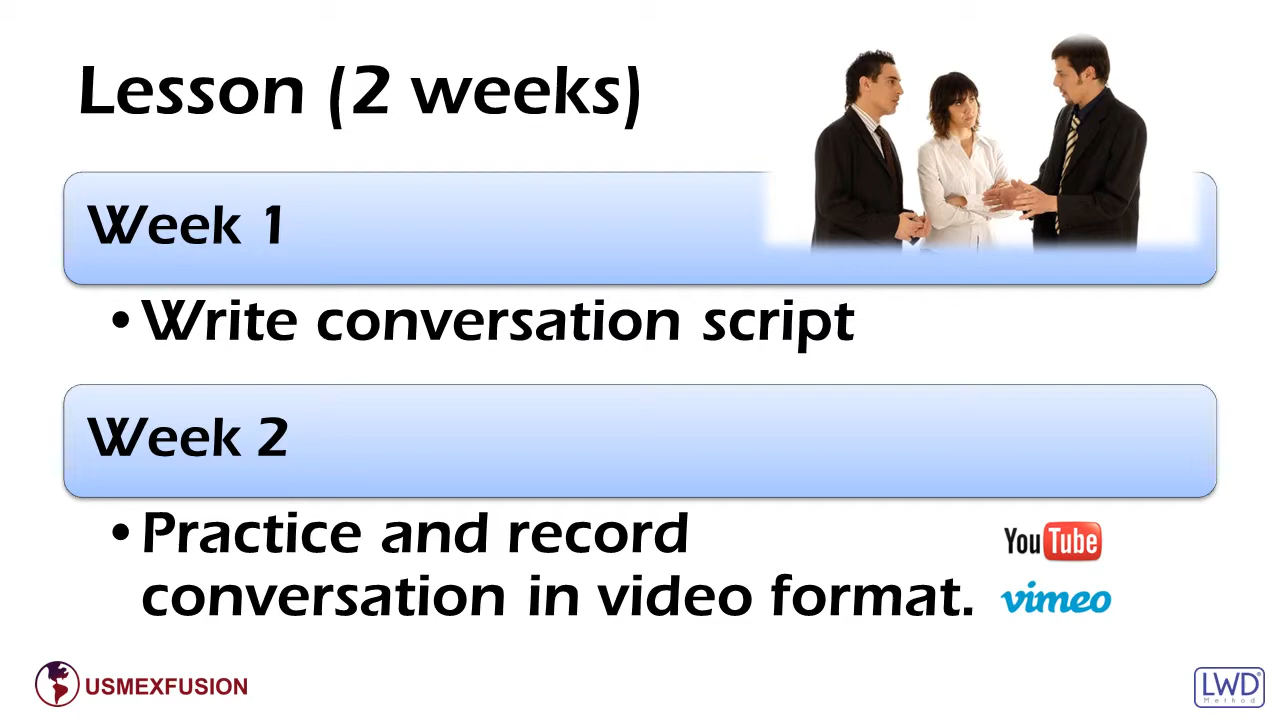 Lesson (2 weeks)
Week 1
• Write conversation script
Week 2
• Practice and record
conversation in video format.
YouTube
vimeo
USMEXFUSION
LWD®
Method